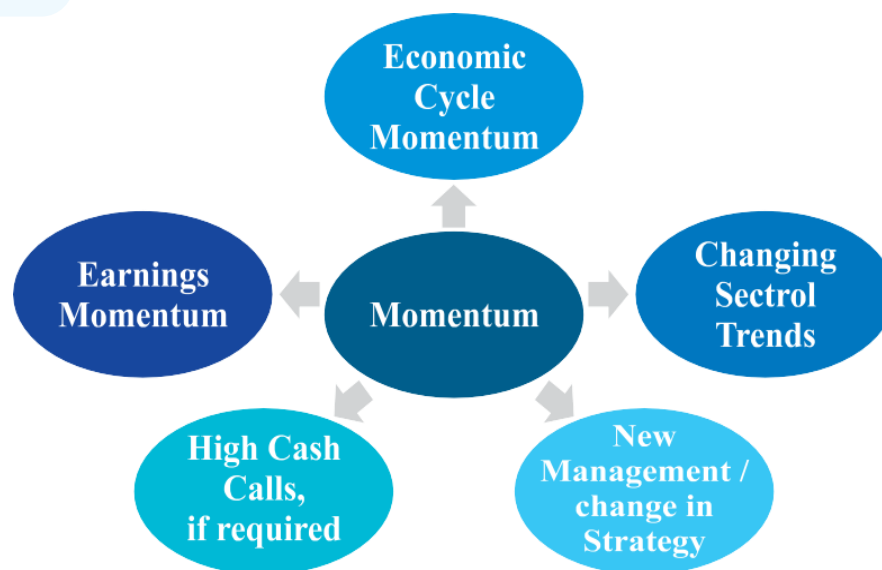 Economic
Cycle
Momentum
Earnings
Momentum
Momentum
Changing
Sectrol
Trends
High Cash
Calls,
if required
New
Management /
change in
Strategy